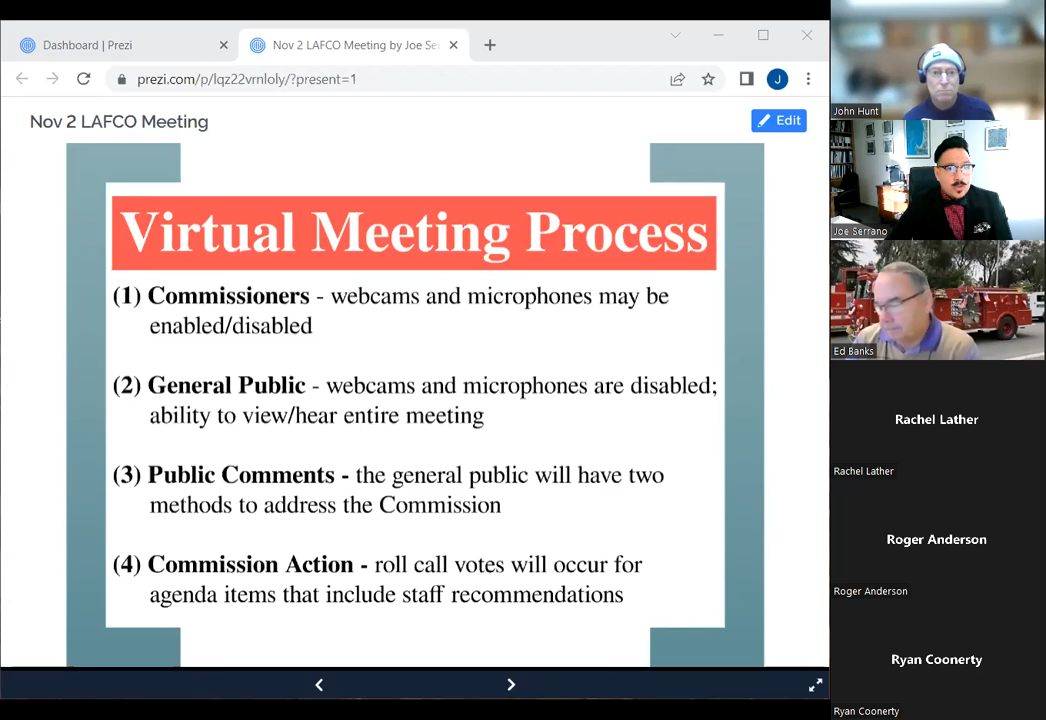 Dashboard | Prezi
Nov 2 LAFCO Meeting by Joe Se
prezi.com/p/lqz22vrnloly/?present=1
J
Nov 2 LAFCO Meeting
Edit
Virtual Meeting Process
(1) Commissioners - webcams and microphones may be
enabled/disabled
(2) General Public - webcams and microphones are disabled;
ability to view/hear entire meeting
(3) Public Comments - the general public will have two
methods to address the Commission
(4) Commission Action - roll call votes will occur for
agenda items that include staff recommendations
John Hunt
Joe Serrano
Ed Banks
Rachel Lather
Rachel Lather
Roger Anderson
Roger Anderson
Ryan Coonerty
Ryan Coonerty